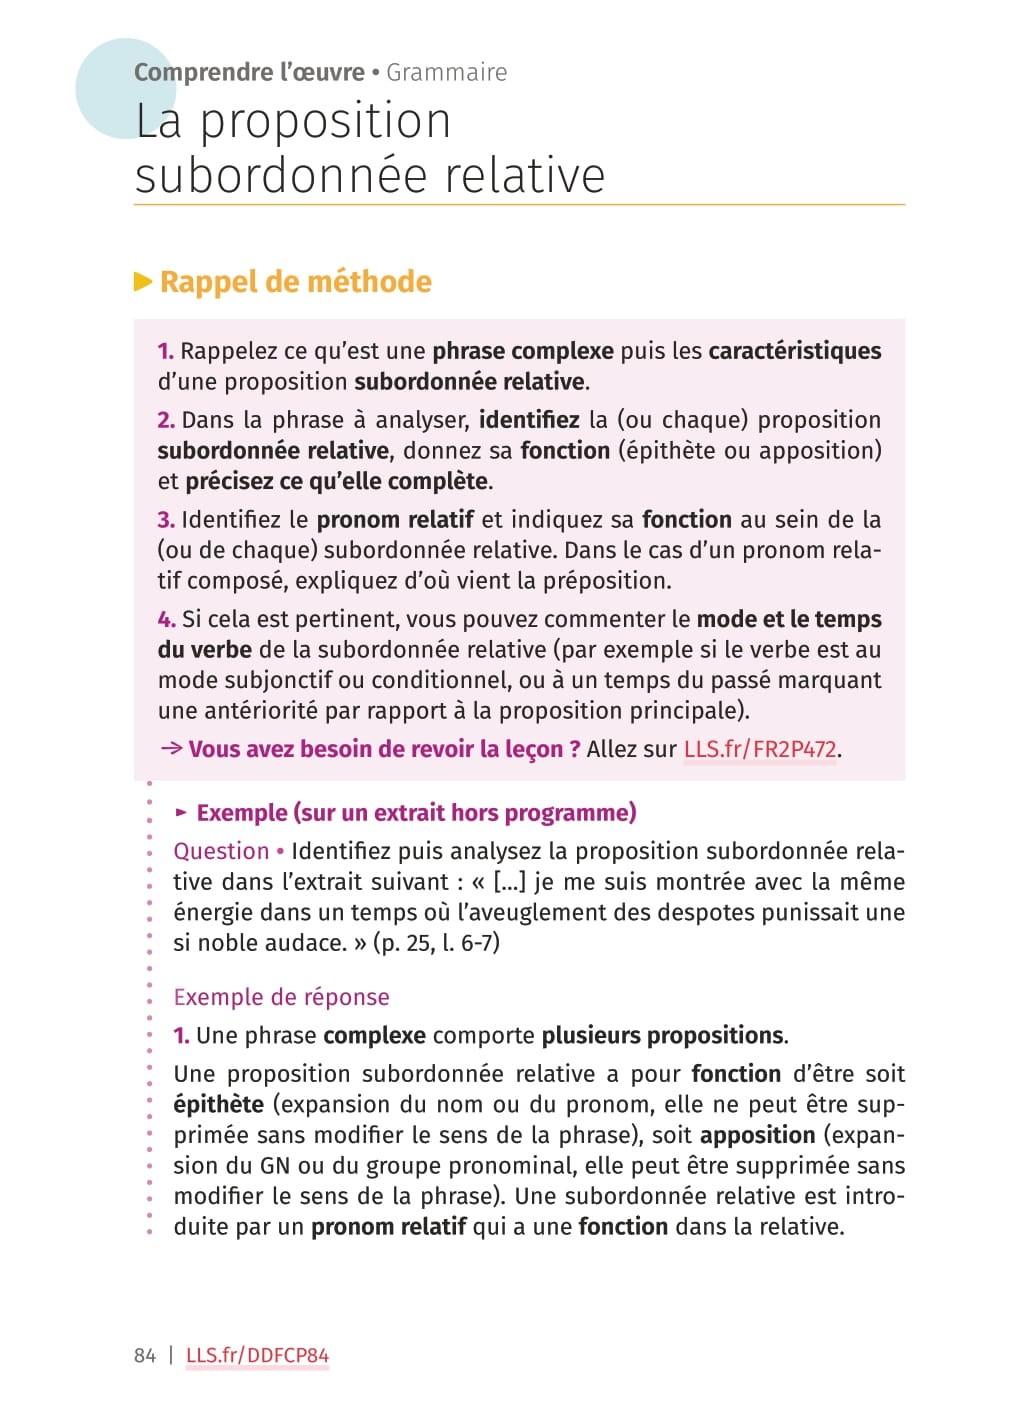 Comprendre l’œuvre • Grammaire
La proposition
subordonnée relative
► Rappel de méthode
1. Rappelez ce qu’est une phrase complexe puis les caractéristiques
d’une proposition subordonnée relative.
2. Dans la phrase à analyser, identifiez la (ou chaque) proposition
subordonnée relative, donnez sa fonction (épithète ou apposition)
et précisez ce qu’elle complète.
3. Identifiez le pronom relatif et indiquez sa fonction au sein de la
(ou de chaque) subordonnée relative. Dans le cas d’un pronom rela-
tif composé, expliquez d’où vient la préposition.
4. Si cela est pertinent, vous pouvez commenter le mode et le temps
du verbe de la subordonnée relative (par exemple si le verbe est au
mode subjonctif ou conditionnel, ou à un temps du passé marquant
une antériorité par rapport à la proposition principale).
→ Vous avez besoin de revoir la leçon ? Allez sur LLS.fr/FR2P472.
► Exemple (sur un extrait hors programme)
Question • Identifiez puis analysez la proposition subordonnée rela-
tive dans l’extrait suivant : « […] je me suis montrée avec la même
énergie dans un temps où l’aveuglement des despotes punissait une
si noble audace. » (p. 25, l. 6-7)
Exemple de réponse
1. Une phrase complexe comporte plusieurs propositions.
Une proposition subordonnée relative a pour fonction d’être soit
épithète (expansion du nom ou du pronom, elle ne peut être sup-
primée sans modifier le sens de la phrase), soit apposition (expan-
sion du GN ou du groupe pronominal, elle peut être supprimée sans
modifier le sens de la phrase). Une subordonnée relative est intro-
duite par un pronom relatif qui a une fonction dans la relative.
84 | LLS.fr/DDFCP84